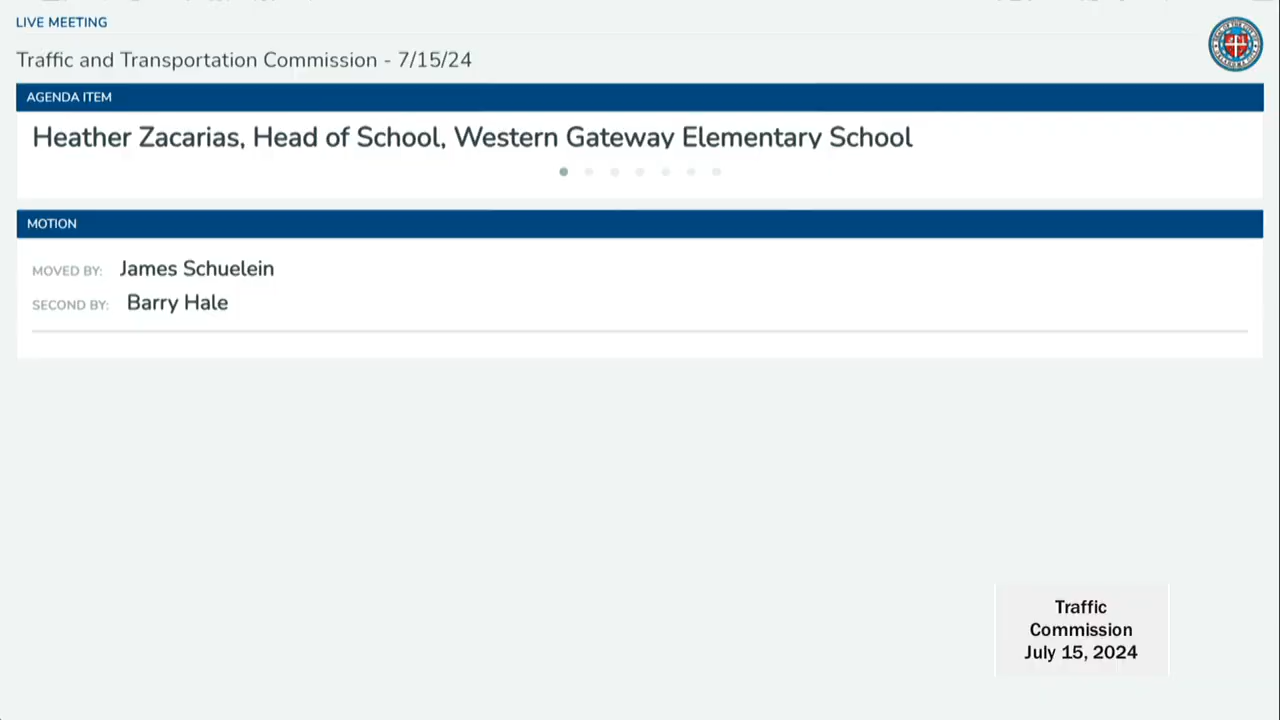 LIVE MEETING
Traffic and Transportation Commission - 7/15/24
AGENDA ITEM
Heather Zacarias, Head of School, Western Gateway Elementary School
MOTION
MOVED BY: James Schuelein
SECOND BY: Barry Hale
Traffic
Commission
July 15, 2024